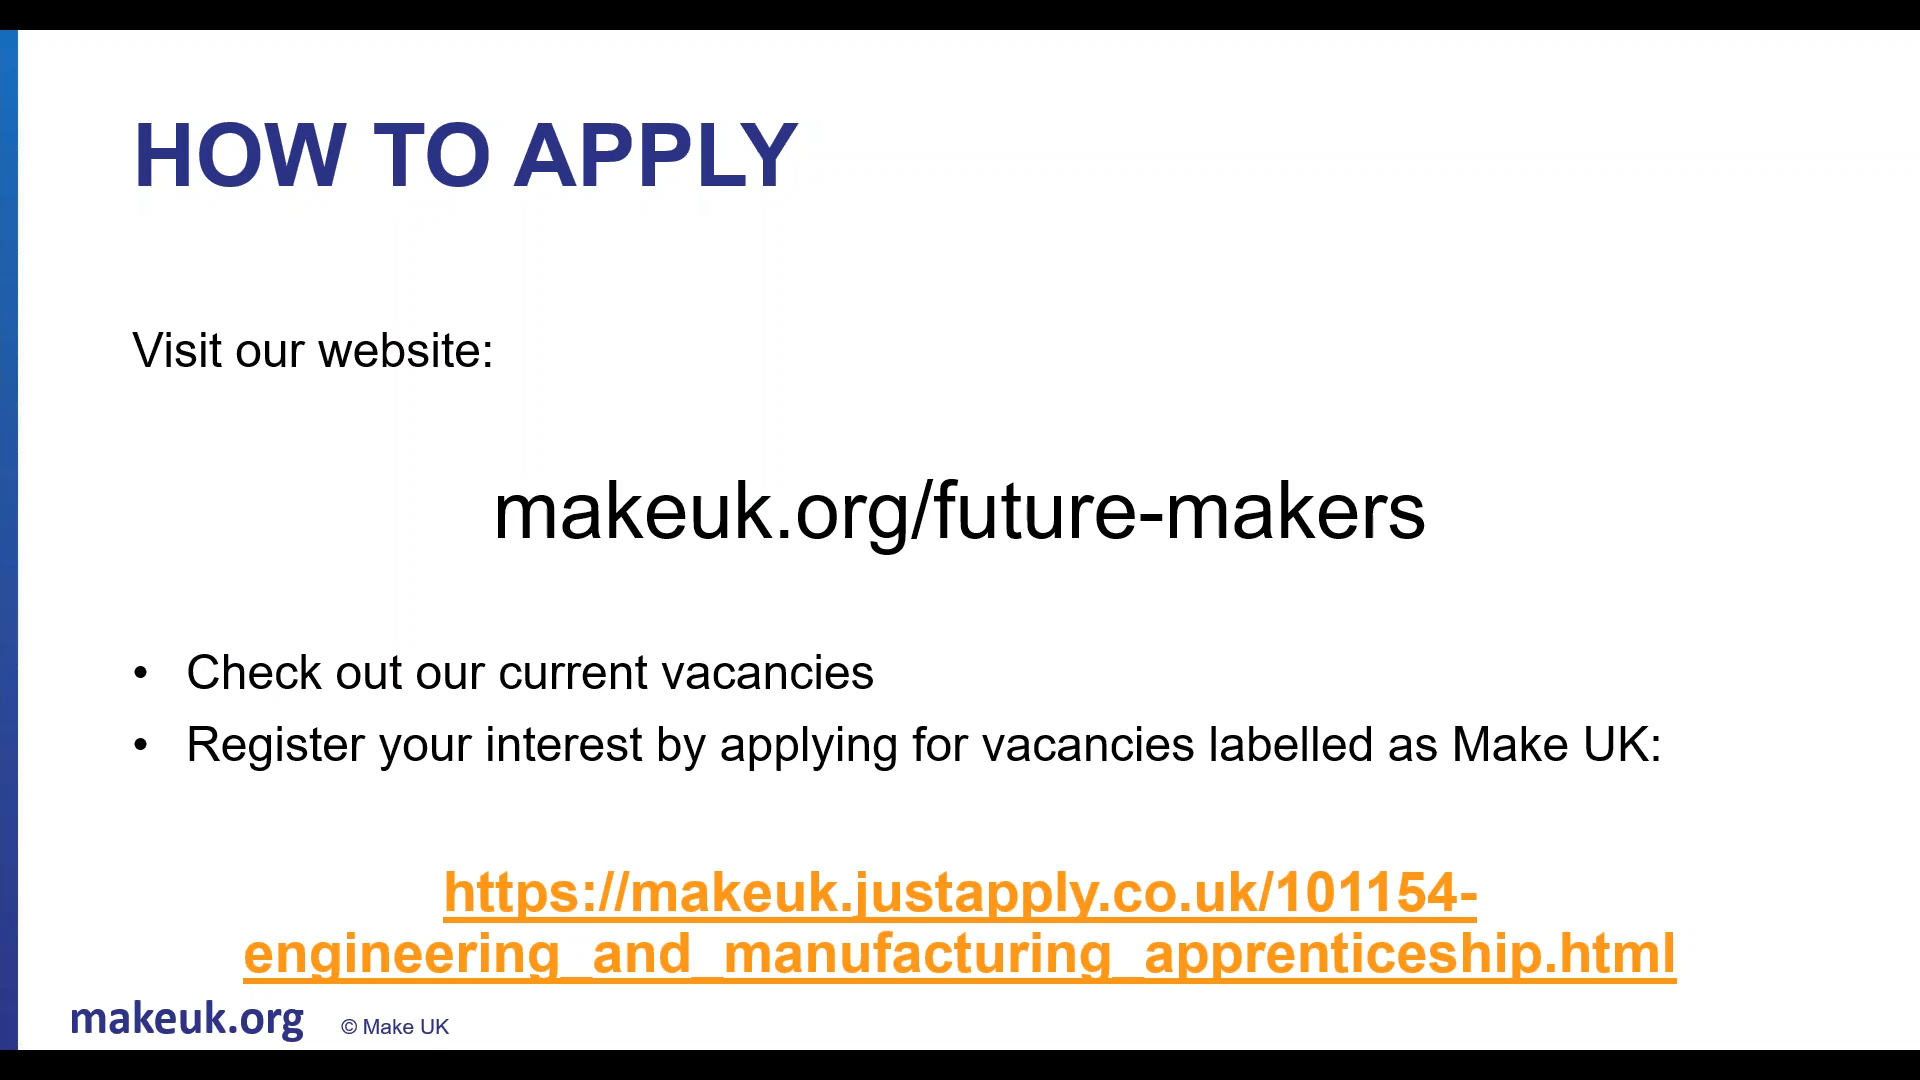 HOW TO APPLY
Visit our website:
makeuk.org/future-makers
• Check out our current vacancies
• Register your interest by applying for vacancies labelled as Make UK:
https://makeuk.justapply.co.uk/101154-
engineering_and_manufacturing_apprenticeship.html
makeuk.org © Make UK